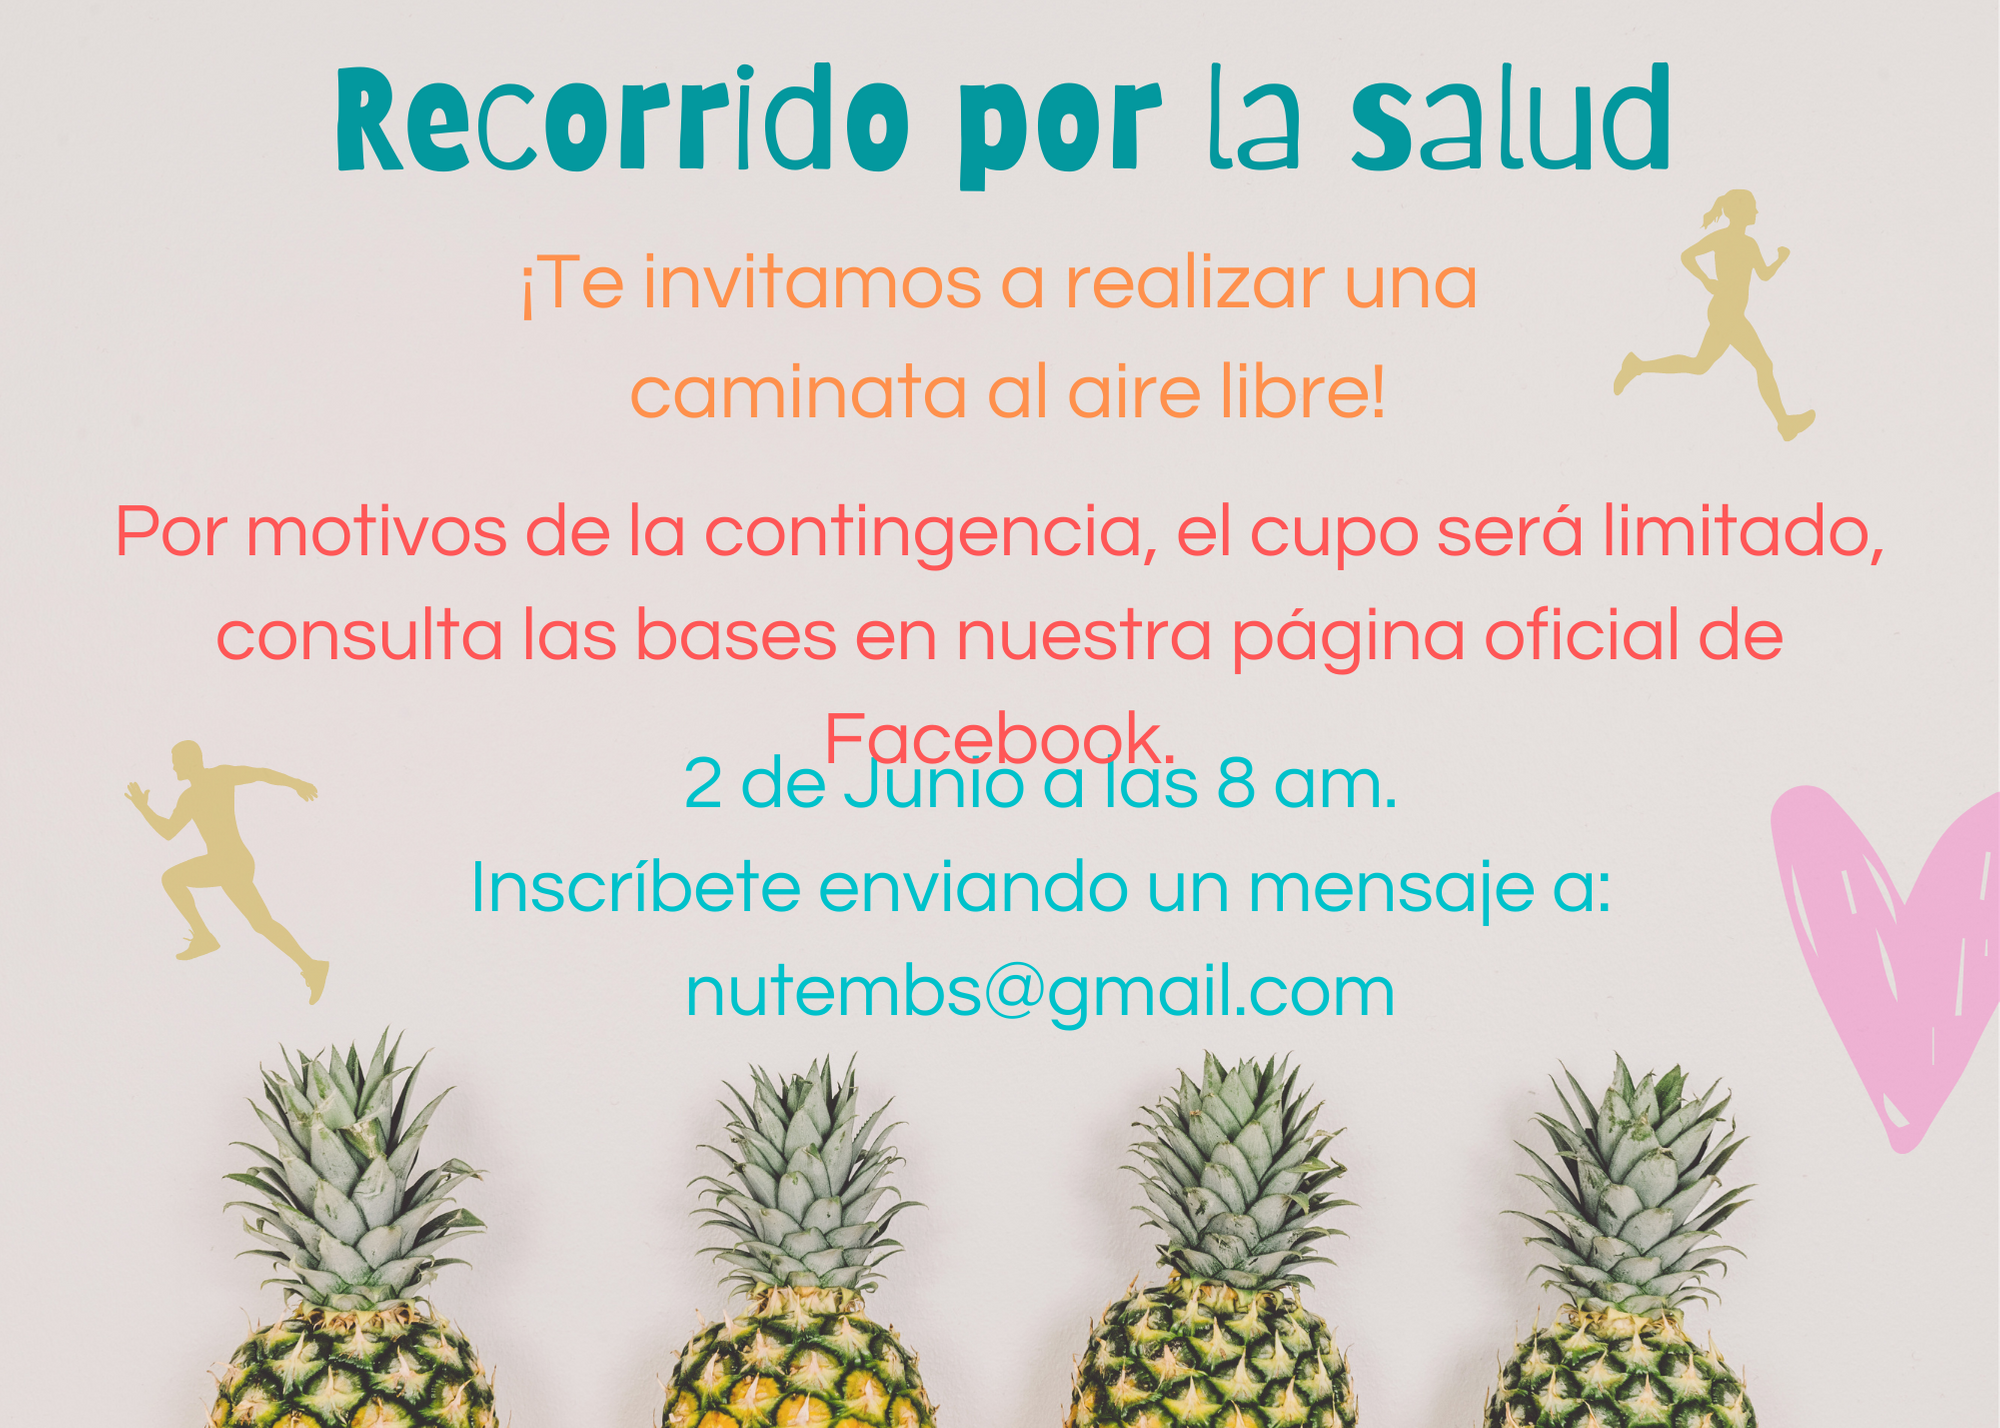 Recorrido por la salud
¡Te invitamos a realizar una
caminata al aire libre!
Por motivos de la contingencia, el cupo será limitado,
consulta las bases en nuestra página oficial de
Facebook.
2 de Junio a las 8 am.
Inscríbete enviando un mensaje a:
nutembs@gmail.com